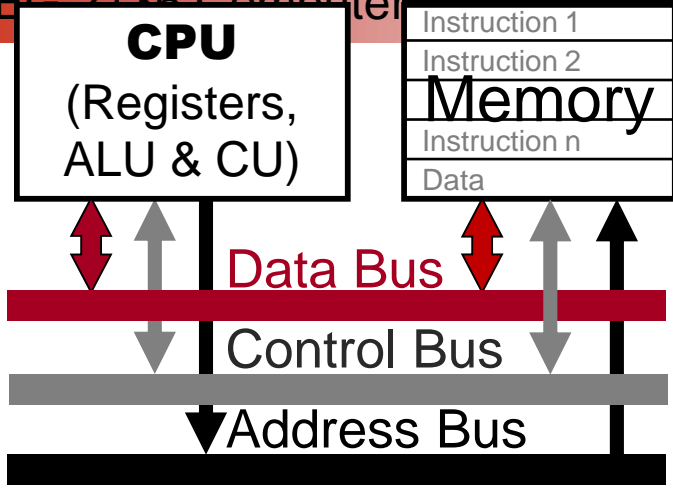 CPU
(Registers,
ALU & CU)
Instruction 1
Instruction 2
Memory
Instruction n
Data
Data Bus
Control Bus
Address Bus